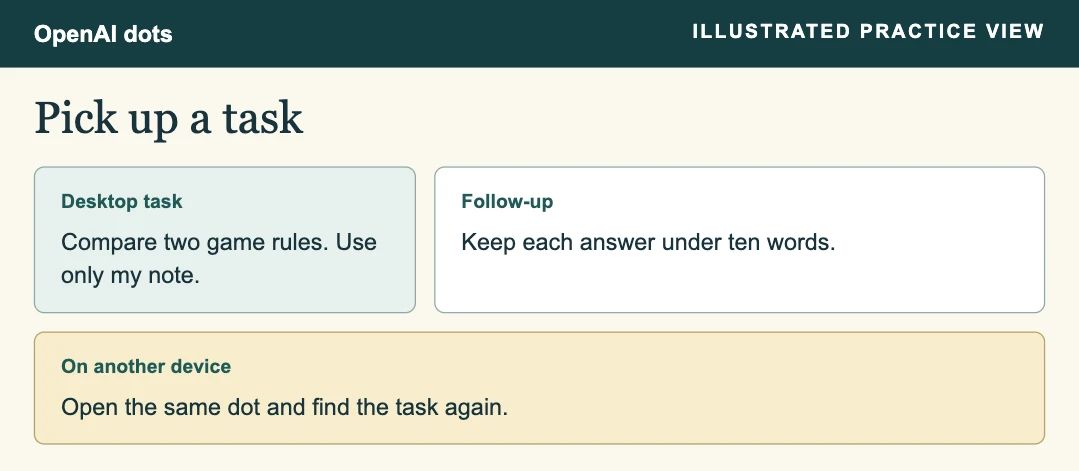 OpenAI dots
ILLUSTRATED PRACTICE VIEW
Pick up a task
Desktop task
Compare two game rules. Use
only my note.
Follow-up
Keep each answer under ten words.
On another device
Open the same dot and find the task again.